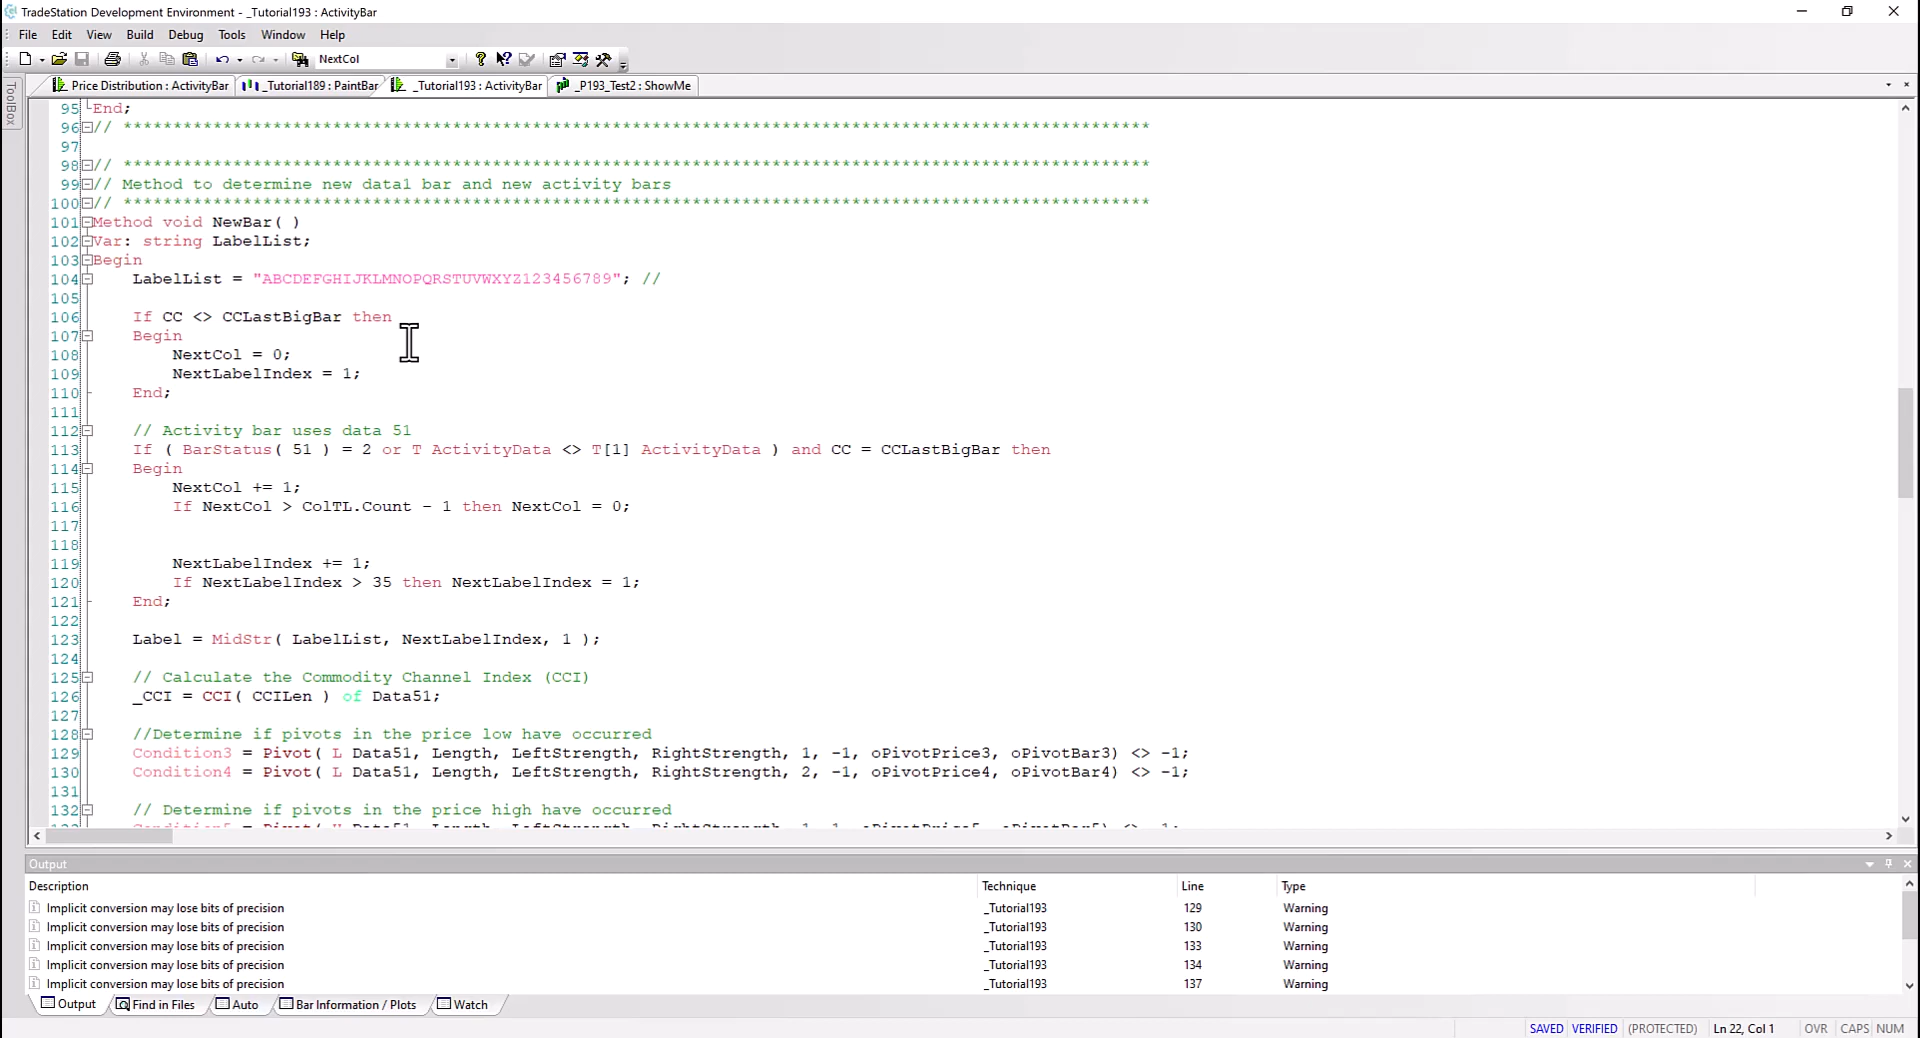 TradeStation Development Environment - _Tutorial193 : ActivityBar
File Edit View Build Debug Tools Window Help
NextCol
ToolBox
Price Distribution : ActivityBar _Tutorial189 : PaintBar _Tutorial193 : ActivityBar _P193_Test2 : ShowMe
95 End;
96 // *******************************************************************************************************
97
98 // *******************************************************************************************************
99 // Method to determine new data1 bar and new activity bars
100 // *******************************************************************************************************
101 Method void NewBar( )
102 Var: string LabelList;
103 Begin
104 LabelList = "ABCDEFGHIJKLMNOPQRSTUVWXYZ123456789"; //
105
106 If CC <> CCLastBigBar then
107 Begin
108 NextCol = 0;
109 NextLabelIndex = 1;
110 End;
111
112 // Activity bar uses data 51
113 If ( BarStatus( 51 ) = 2 or T ActivityData <> T[1] ActivityData ) and CC = CCLastBigBar then
114 Begin
115 NextCol += 1;
116 If NextCol > ColTL.Count - 1 then NextCol = 0;
117
118
119 NextLabelIndex += 1;
120 If NextLabelIndex > 35 then NextLabelIndex = 1;
121 End;
122
123 Label = MidStr( LabelList, NextLabelIndex, 1 );
124
125 // Calculate the Commodity Channel Index (CCI)
126 _CCI = CCI( CCILen ) of Data51;
127
128 //Determine if pivots in the price low have occurred
129 Condition3 = Pivot( L Data51, Length, LeftStrength, RightStrength, 1, -1, oPivotPrice3, oPivotBar3) <> -1;
130 Condition4 = Pivot( L Data51, Length, LeftStrength, RightStrength, 2, -1, oPivotPrice4, oPivotBar4) <> -1;
131
132 // Determine if pivots in the price high have occurred
Output
Description Technique Line Type
Implicit conversion may lose bits of precision _Tutorial193 129 Warning
Implicit conversion may lose bits of precision _Tutorial193 130 Warning
Implicit conversion may lose bits of precision _Tutorial193 133 Warning
Implicit conversion may lose bits of precision _Tutorial193 134 Warning
Implicit conversion may lose bits of precision _Tutorial193 137 Warning
Output Find in Files Auto Bar Information / Plots Watch
SAVED VERIFIED (PROTECTED) Ln 22, Col 1 OVR CAPS NUM